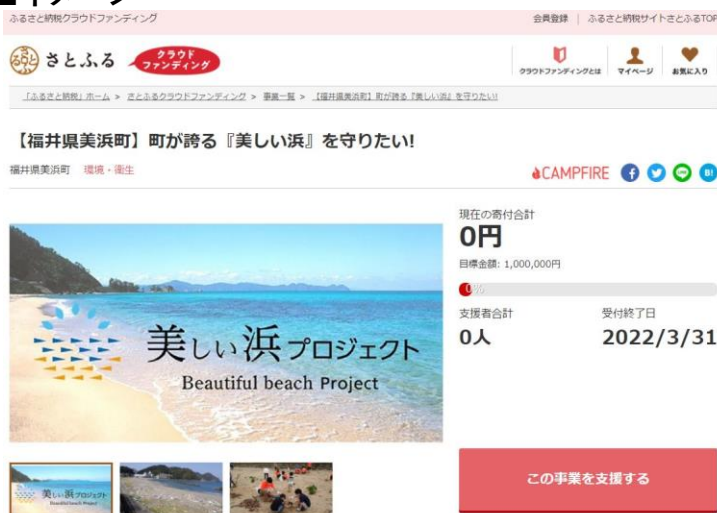 ふるさと納税クラウドファンディング
会員登録 | ふるさと納税サイトさとふるTOP
さとふる クラウドファンディング
クラウドファンディングとは マイページ お気に入り
「ふるさと納税」ホーム > さとふるクラウドファンディング > 事業一覧 > 【福井県美浜町】町が誇る『美しい浜』を守りたい!
【福井県美浜町】町が誇る『美しい浜』を守りたい!
福井県美浜町 環境・衛生
CAMPFIRE
現在の寄付合計
0円
目標金額: 1,000,000円
0%
支援者合計 受付終了日
0人 2022/3/31
美しい浜プロジェクト
Beautiful beach Project
美しい浜プロジェクト
この事業を支援する